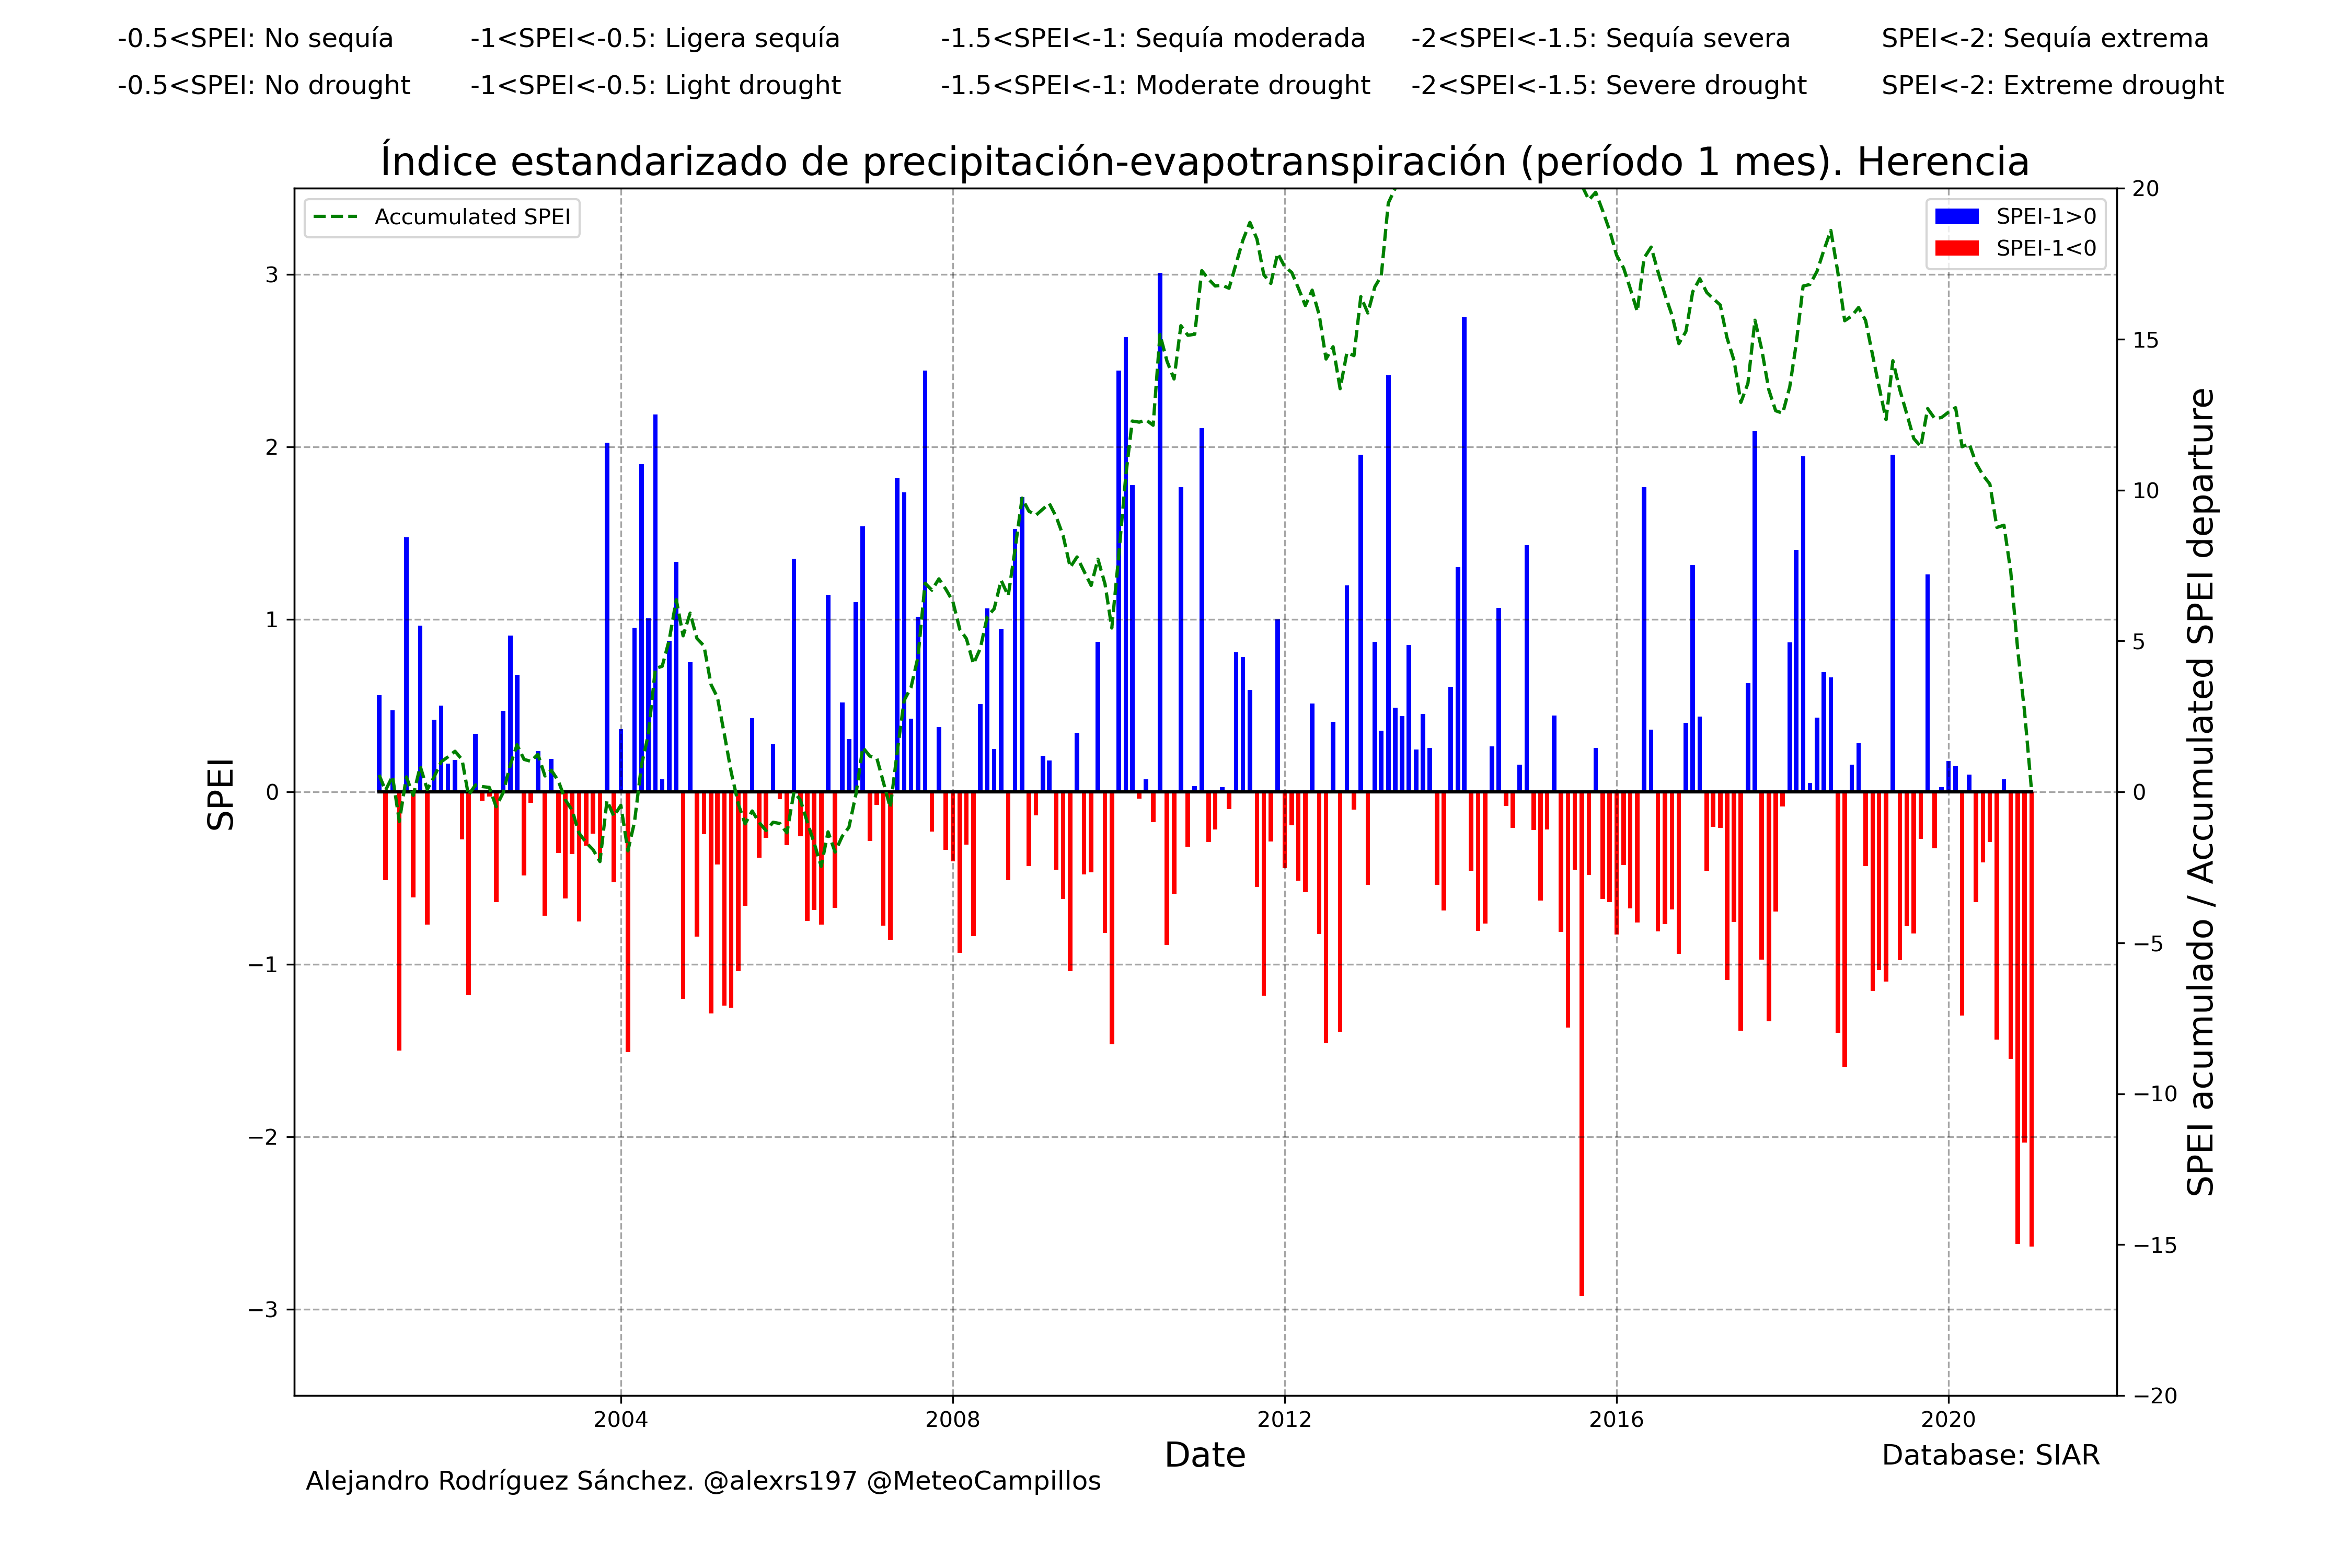 -0.5<SPEI: No sequía -1<SPEI<-0.5: Ligera sequía -1.5<SPEI<-1: Sequía moderada -2<SPEI<-1.5: Sequía severa SPEI<-2: Sequía extrema
-0.5<SPEI: No drought -1<SPEI<-0.5: Light drought -1.5<SPEI<-1: Moderate drought -2<SPEI<-1.5: Severe drought SPEI<-2: Extreme drought
Índice estandarizado de precipitación-evapotranspiración (período 1 mes). Herencia
Accumulated SPEI
SPEI-1>0
SPEI-1<0
SPEI
3
2
1
0
−1
−2
−3
20
15
10
5
0
−5
−10
−15
−20
SPEI acumulado / Accumulated SPEI departure
2004 2008 2012 2016 2020
Date
Database: SIAR
Alejandro Rodríguez Sánchez. @alexrs197 @MeteoCampillos